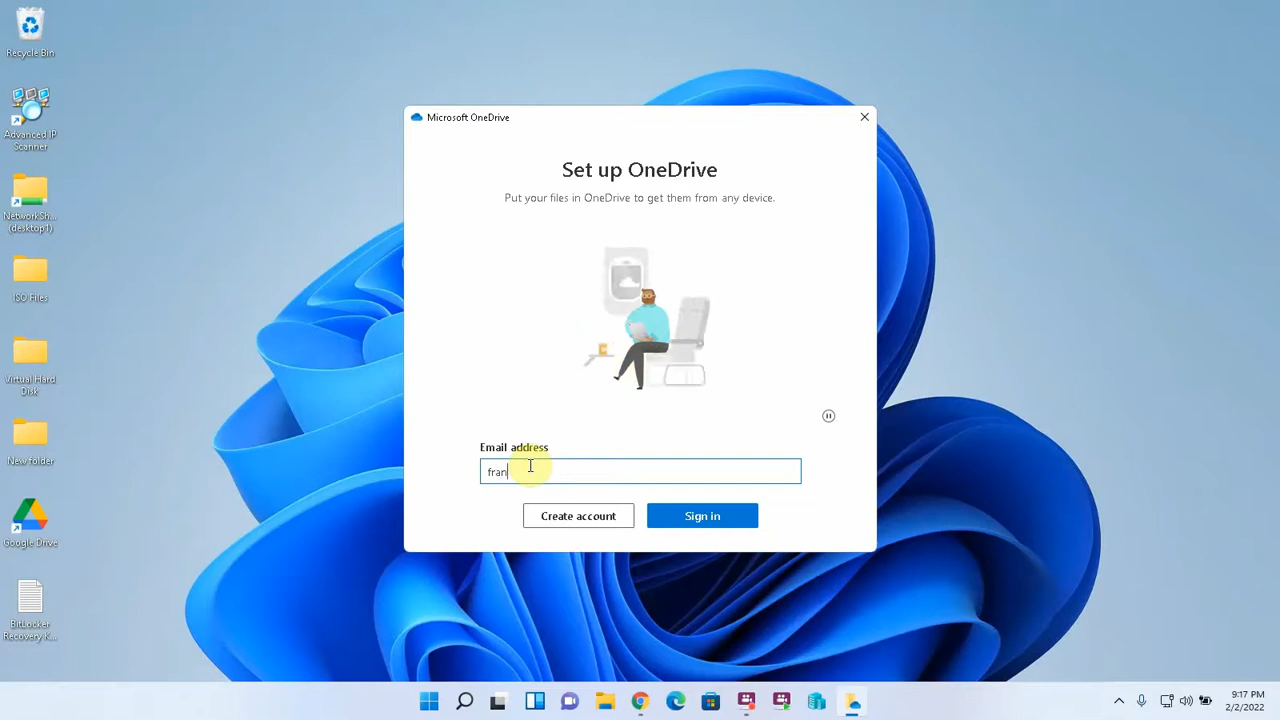 Recycle Bin
Advanced IP
Scanner
NetworkSh...
(desktop1)
ISO Files
Virtual Hard
Disk
New folder
Google Drive
BitLocker
Recovery K...
Microsoft OneDrive
Set up OneDrive
Put your files in OneDrive to get them from any device.
Email address
fran
Create account
Sign in
9:17 PM
2/2/2022